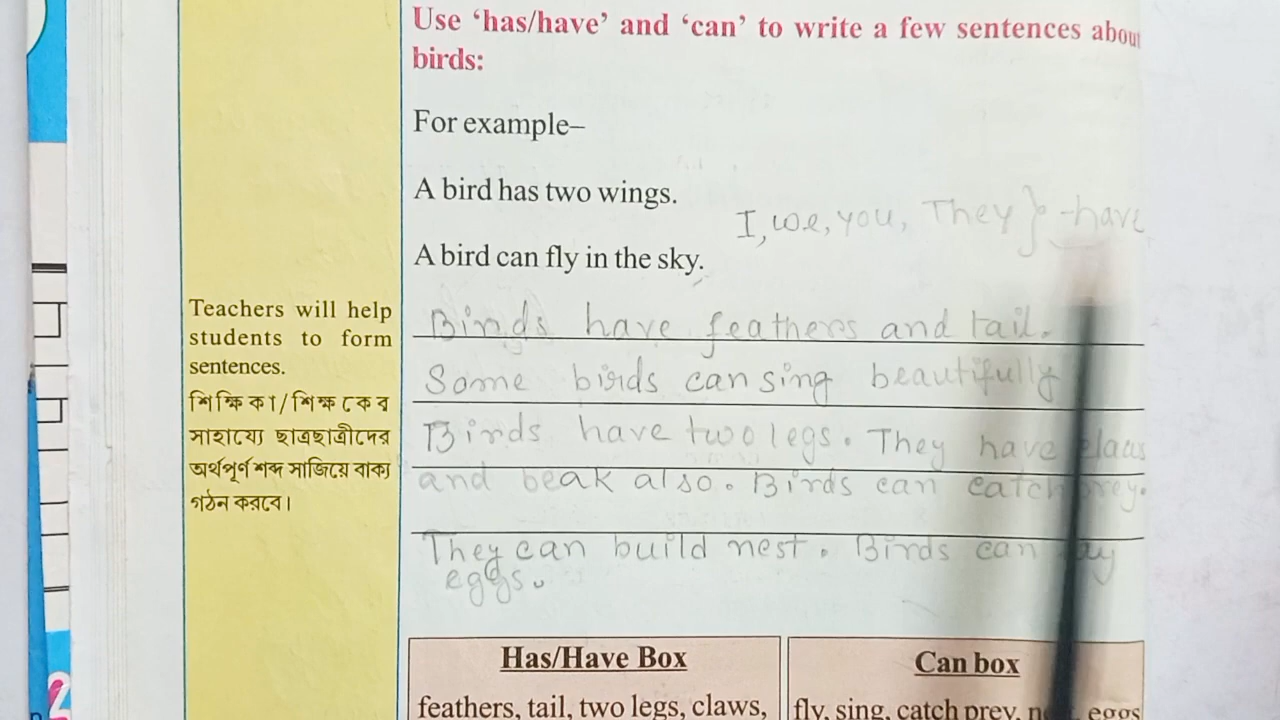 Use ‘has/have’ and ‘can’ to write a few sentences about
birds:
For example–
A bird has two wings.
I, we, you, They } -have
A bird can fly in the sky.
Birds have feathers and tail.
Some birds can sing beautifully
Birds have two legs. They have claws
and beak also. Birds can catch prey.
They can build nest. Birds can lay
eggs.
Teachers will help
students to form
sentences.
শিক্ষিকা/শিক্ষকের
সাহায্যে ছাত্রছাত্রীদের
অর্থপূর্ণ শব্দ সাজিয়ে বাক্য
গঠন করবে।
Has/Have Box
feathers, tail, two legs, claws,
Can box
fly, sing, catch prey, eggs